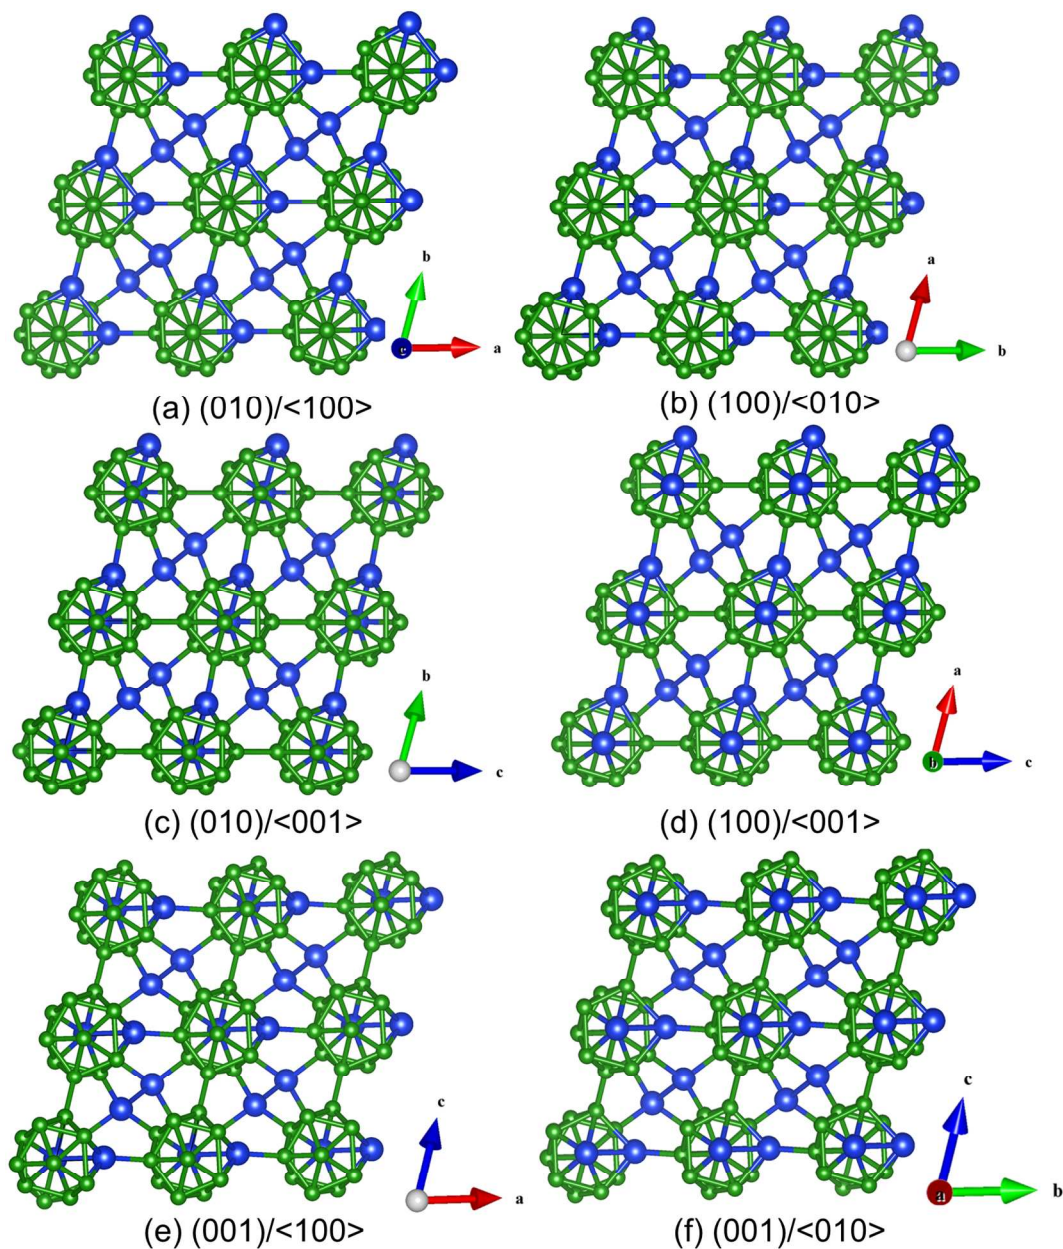 b
a
(a) (010)/<100>
a
b
(b) (100)/<010>
b
c
(c) (010)/<001>
a
b
c
(d) (100)/<001>
c
a
(e) (001)/<100>
c
a
b
(f) (001)/<010>